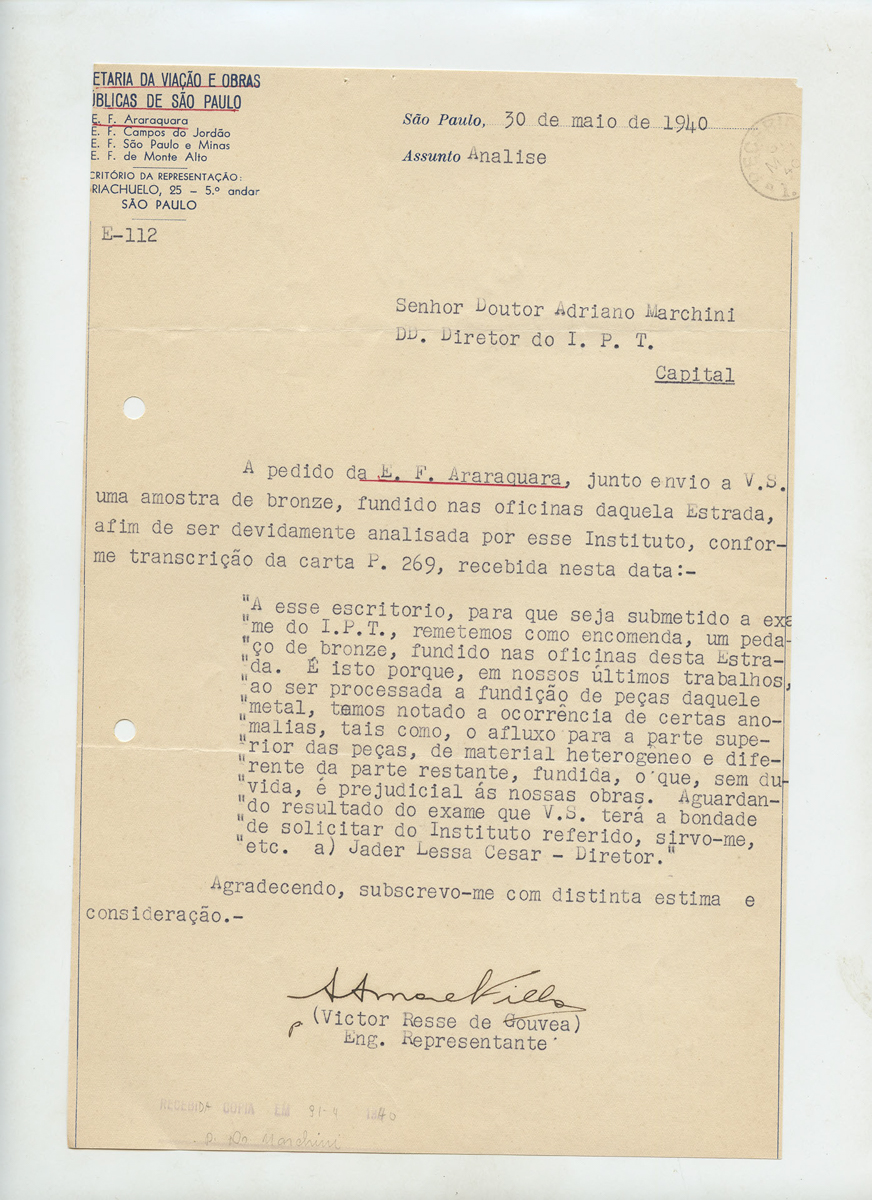 ETARIA DA VIAÇÃO E OBRAS
ÚBLICAS DE SÃO PAULO
E. F. Araraquara
E. F. Campos do Jordão
E. F. São Paulo e Minas
E. F. de Monte Alto
CRITÓRIO DA REPRESENTAÇÃO:
RIACHUELO, 25 - 5.º andar
SÃO PAULO
E-112
São Paulo, 30 de maio de 1940
Assunto Analise
Senhor Doutor Adriano Marchini
DD. Diretor do I. P. T.
Capital
A pedido da E. F. Araraquara, junto envio a V.S.
uma amostra de bronze, fundido nas oficinas daquela Estrada,
afim de ser devidamente analisada por esse Instituto, confor-
me transcrição da carta P. 269, recebida nesta data:-
"A esse escritorio, para que seja submetido a exa
"me do I.P.T., remetemos como encomenda, um peda-
"ço de bronze, fundido nas oficinas desta Estra-
"da. É isto porque, em nossos últimos trabalhos,
"ao ser processada a fundição de peças daquele
"metal, temos notado a ocorrência de certas ano-
"malias, tais como, o afluxo para a parte supe-
"rior das peças, de material heterogêneo e dife-
"rente da parte restante, fundida, o que, sem du-
"vida, é prejudicial ás nossas obras. Aguardan-
"do resultado do exame que V.S. terá a bondade
"de solicitar do Instituto referido, sirvo-me,
"etc. a) Jader Lessa Cesar - Diretor."
Agradecendo, subscrevo-me com distinta estima e
consideração.-
p (Victor Resse de Gouvea)
Eng. Representante
RECEBIDA COPIA EM 1940
Dr Marchini